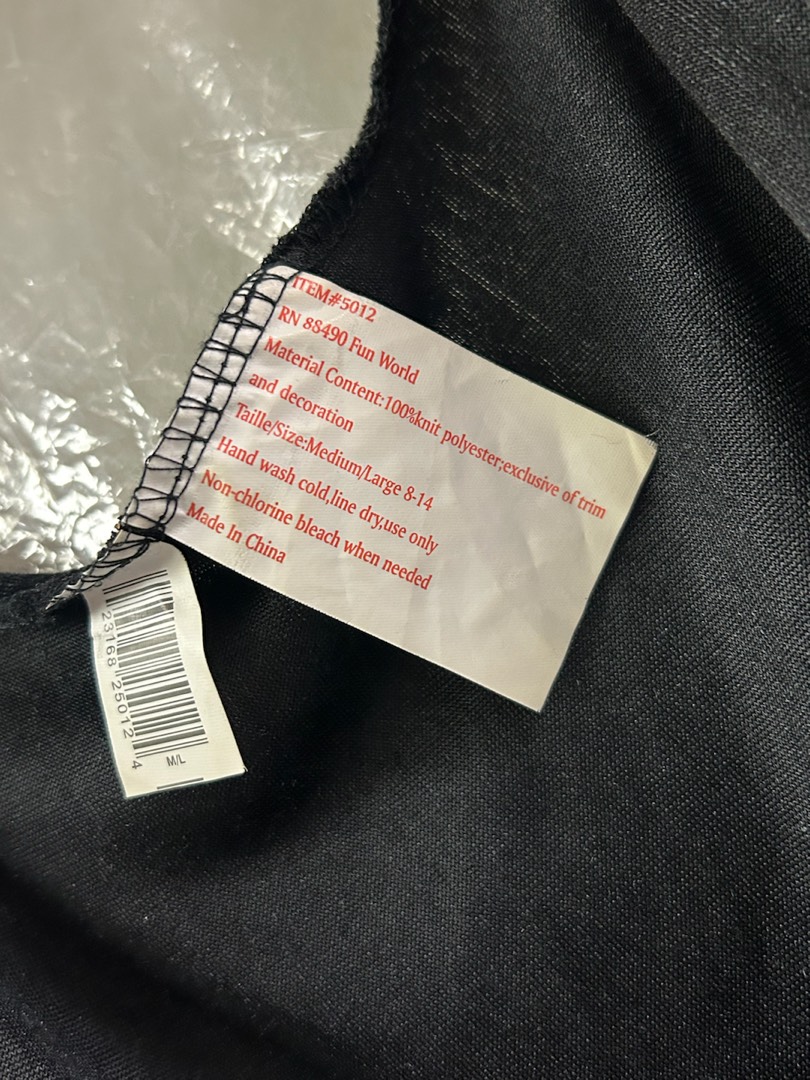 ITEM#5012
RN 88490 Fun World
Material Content:100%knit polyester;exclusive of trim
and decoration
Taille/Size:Medium/Large 8-14
Hand wash cold,line dry,use only
Non-chlorine bleach when needed
Made In China
23168 25012 4
M/L